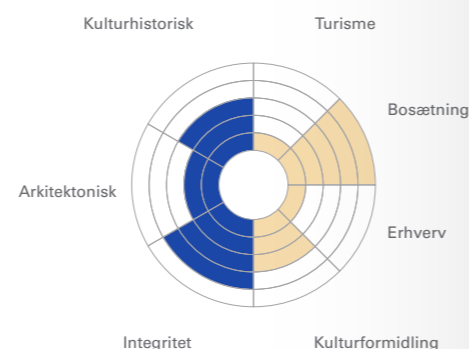 Kulturhistorisk
Turisme
Bosætning
Arkitektonisk
Erhverv
Integritet
Kulturformidling